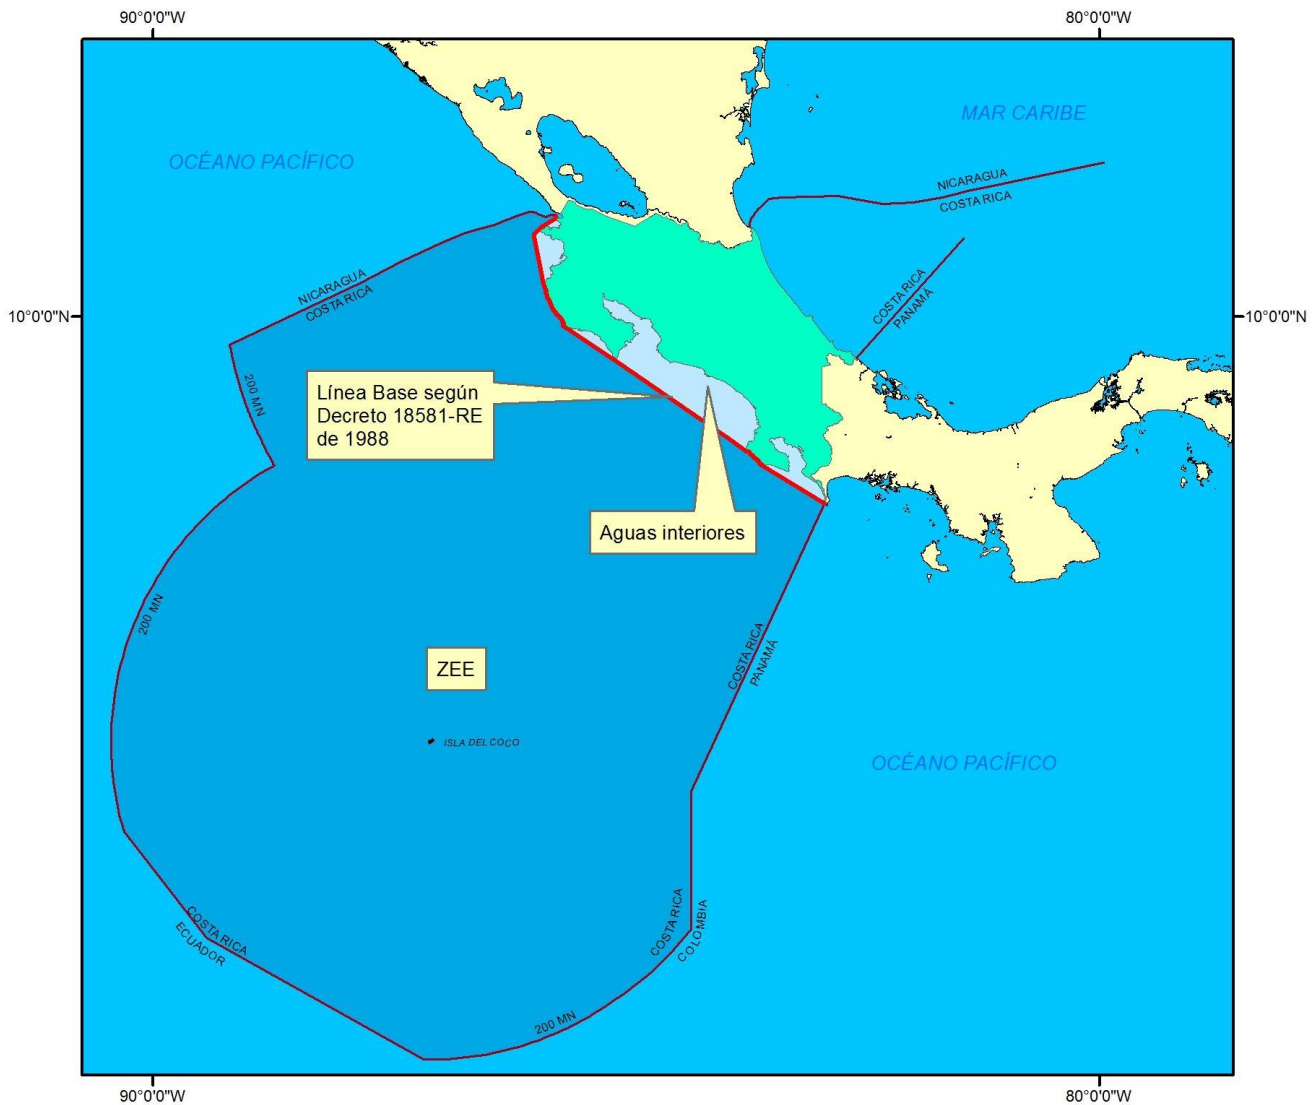 90°0'0"W
80°0'0"W
MAR CARIBE
OCÉANO PACÍFICO
NICARAGUA
COSTA RICA
NICARAGUA
COSTA RICA
COSTA RICA
PANAMÁ
10°0'0"N
10°0'0"N
200 MN
Línea Base según
Decreto 18581-RE
de 1988
Aguas interiores
200 MN
ZEE
COSTA RICA
PANAMÁ
ISLA DEL COCO
OCÉANO PACÍFICO
COSTA RICA
ECUADOR
COSTA RICA
COLOMBIA
200 MN
90°0'0"W
80°0'0"W